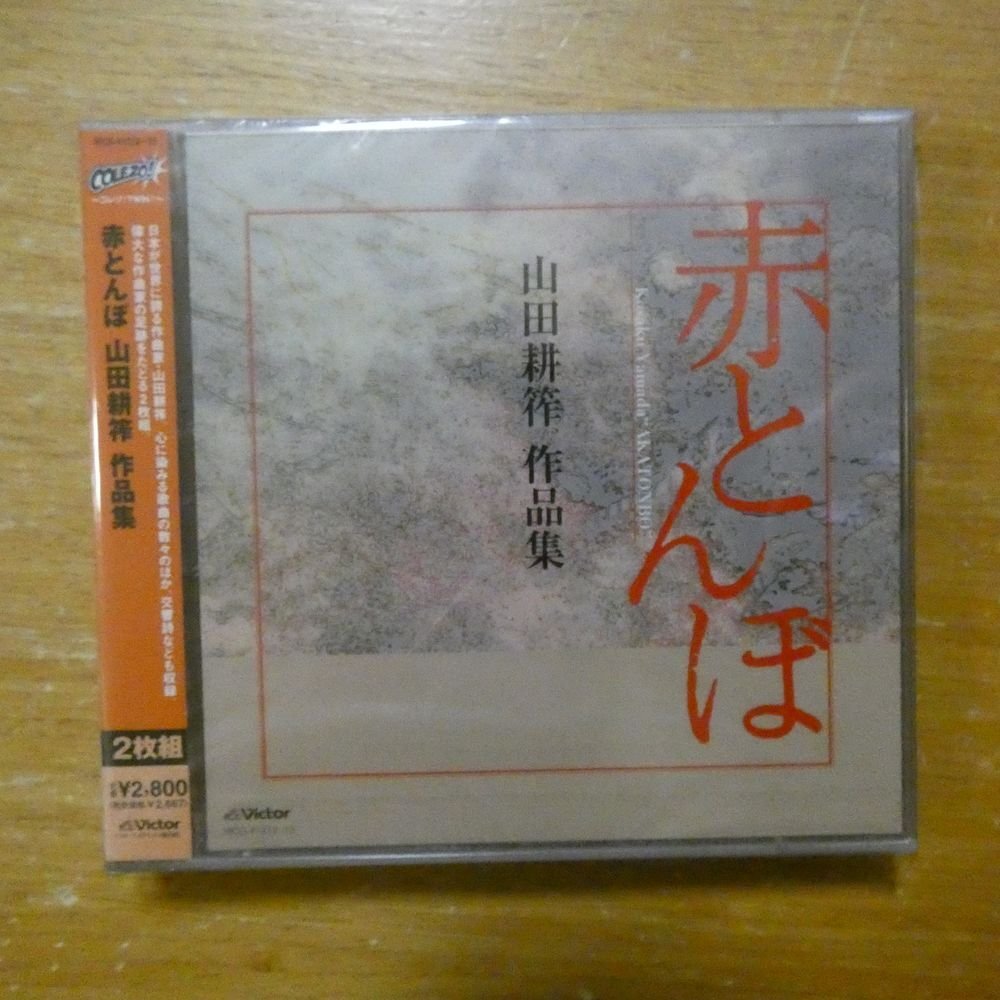 COLEZO!
赤とんぼ 山田耕筰 作品集
日本が世界に誇る作曲家・山田耕筰。心に染みる歌曲の数々のほか、交響詩なども収録
偉大な作曲家の足跡をたどる2枚組。
2枚組
¥2,800
Victor
赤とんぼ
Kosaku Yamada "AKATONBO"
山田耕筰 作品集
Victor